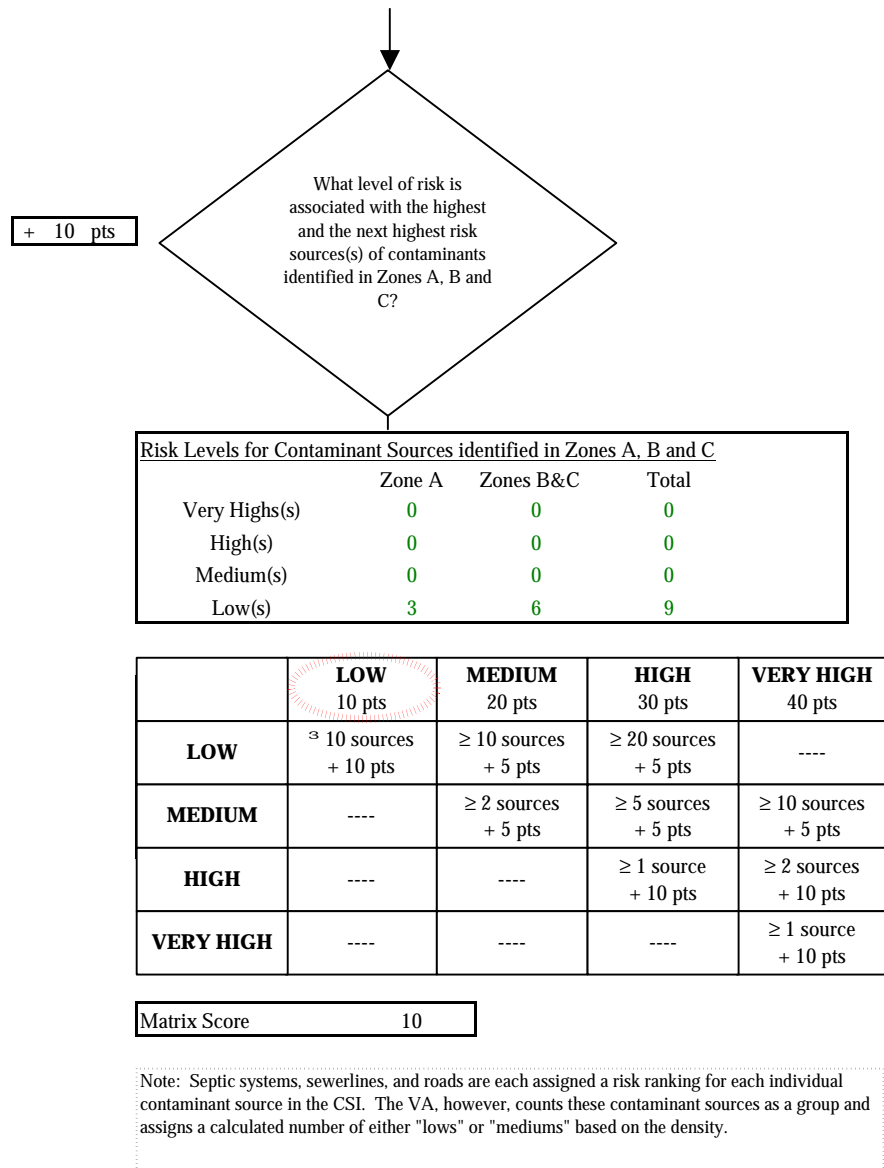 What level of risk is
associated with the highest
and the next highest risk
sources(s) of contaminants
identified in Zones A, B and
C?
+ 10 pts
Risk Levels for Contaminant Sources identified in Zones A, B and C
Zone A Zones B&C Total
Very Highs(s) 0 0 0
High(s) 0 0 0
Medium(s) 0 0 0
Low(s) 3 6 9
LOW MEDIUM HIGH VERY HIGH
10 pts 20 pts 30 pts 40 pts
LOW ³ 10 sources ≥ 10 sources ≥ 20 sources ----
+ 10 pts + 5 pts + 5 pts
MEDIUM ---- ≥ 2 sources ≥ 5 sources ≥ 10 sources
+ 5 pts + 5 pts + 5 pts
HIGH ---- ---- ≥ 1 source ≥ 2 sources
+ 10 pts + 10 pts
VERY HIGH ---- ---- ---- ≥ 1 source
+ 10 pts
Matrix Score 10
Note: Septic systems, sewerlines, and roads are each assigned a risk ranking for each individual
contaminant source in the CSI. The VA, however, counts these contaminant sources as a group and
assigns a calculated number of either "lows" or "mediums" based on the density.